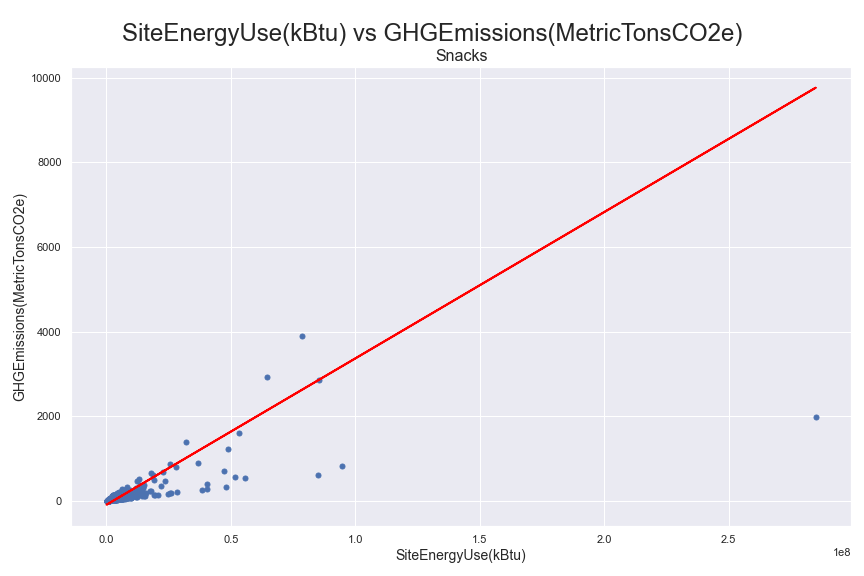 SiteEnergyUse(kBtu) vs GHGEmissions(MetricTonsCO2e)
Snacks
GHGEmissions(MetricTonsCO2e)
10000
8000
6000
4000
2000
0
0.0 0.5 1.0 1.5 2.0 2.5
1e8
SiteEnergyUse(kBtu)